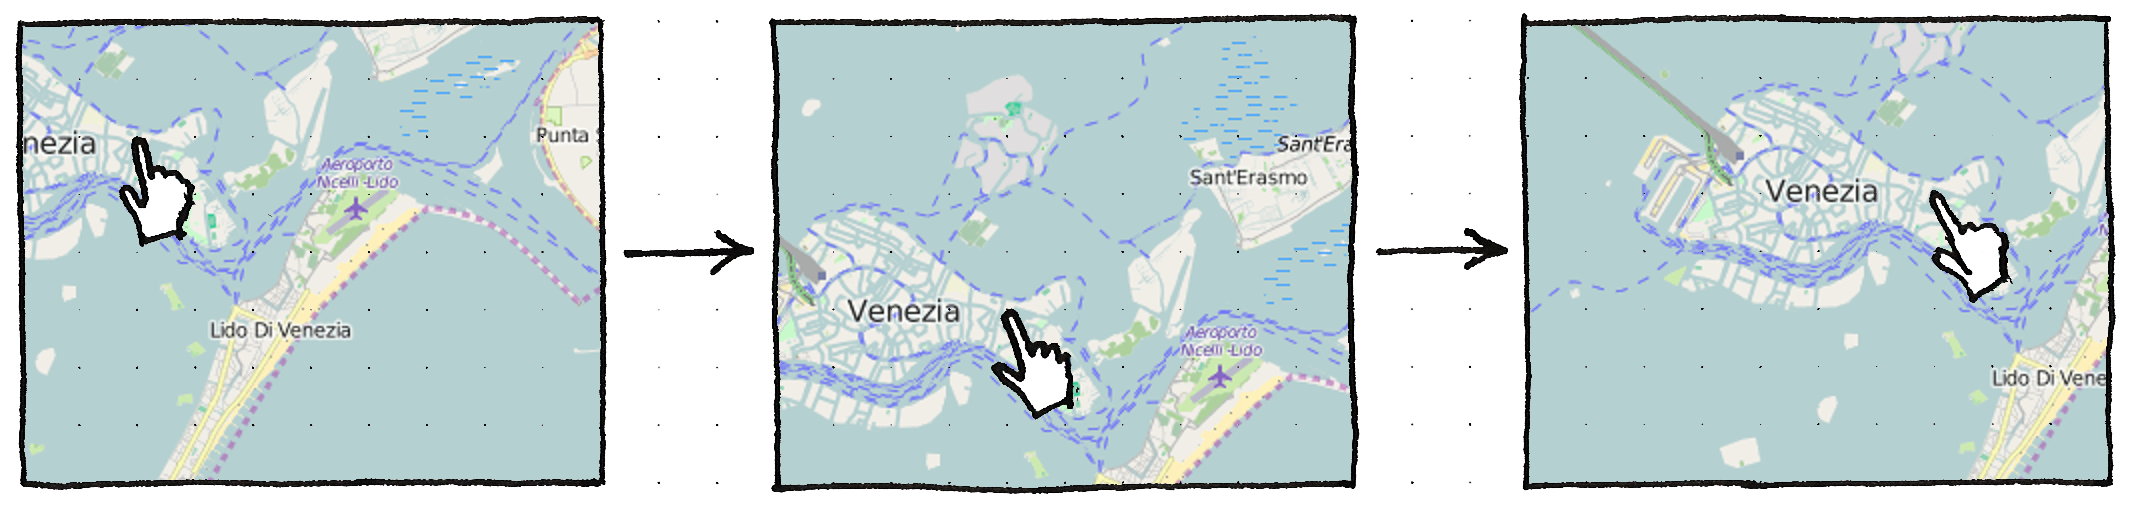 nezia
Punta
Aeroporto
Nicelli-Lido
Lido Di Venezia
Sant'Era
Sant'Erasmo
Venezia
Aeroporto
Nicelli-Lido
Venezia
Lido Di Vene